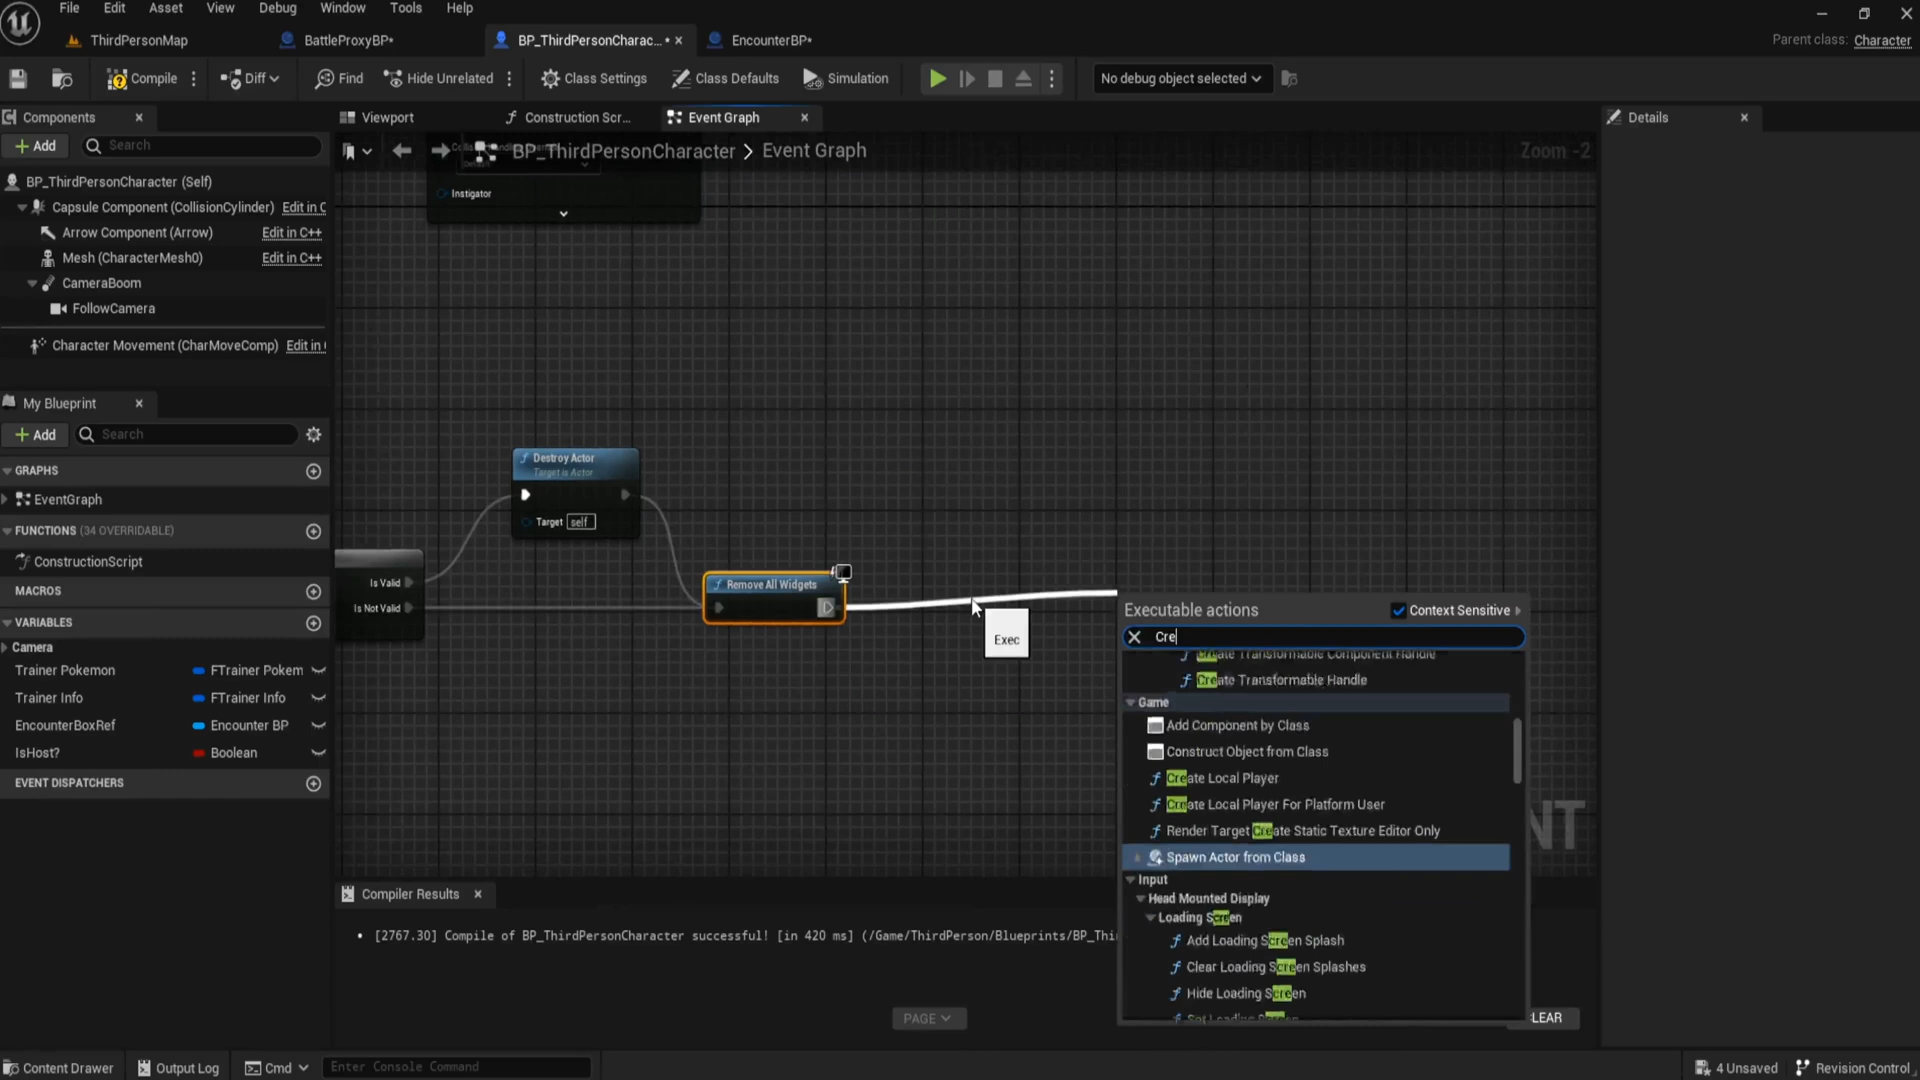 File Edit Asset View Debug Window Tools Help
ThirdPersonMap BattleProxyBP* BP_ThirdPersonCharac... * EncounterBP*
Parent class: Character
Compile Diff Find Hide Unrelated Class Settings Class Defaults Simulation No debug object selected
Components
Add Search
BP_ThirdPersonCharacter (Self)
Capsule Component (CollisionCylinder) Edit in C
Arrow Component (Arrow) Edit in C++
Mesh (CharacterMesh0) Edit in C++
CameraBoom
FollowCamera
Character Movement (CharMoveComp) Edit in
My Blueprint
Add Search
GRAPHS
EventGraph
FUNCTIONS (34 OVERRIDABLE)
ConstructionScript
MACROS
VARIABLES
Camera
Trainer Pokemon FTrainer Pokem
Trainer Info FTrainer Info
EncounterBoxRef Encounter BP
IsHost? Boolean
EVENT DISPATCHERS
Viewport Construction Scr... Event Graph
BP_ThirdPersonCharacter > Event Graph
Zoom -2
Instigator
Destroy Actor
Target is Actor
Target self
Is Valid
Is Not Valid
Remove All Widgets
Exec
Executable actions Context Sensitive
Cre
Create Transformable Component Handle
Create Transformable Handle
Game
Add Component by Class
Construct Object from Class
Create Local Player
Create Local Player For Platform User
Render Target Create Static Texture Editor Only
Spawn Actor from Class
Input
Head Mounted Display
Loading Screen
Add Loading Screen Splash
Clear Loading Screen Splashes
Hide Loading Screen
NT
Compiler Results
[2767.30] Compile of BP_ThirdPersonCharacter successful! [in 420 ms] (/Game/ThirdPerson/Blueprints/BP_Thi
PAGE
LEAR
Details
Content Drawer Output Log Cmd Enter Console Command
4 Unsaved Revision Control